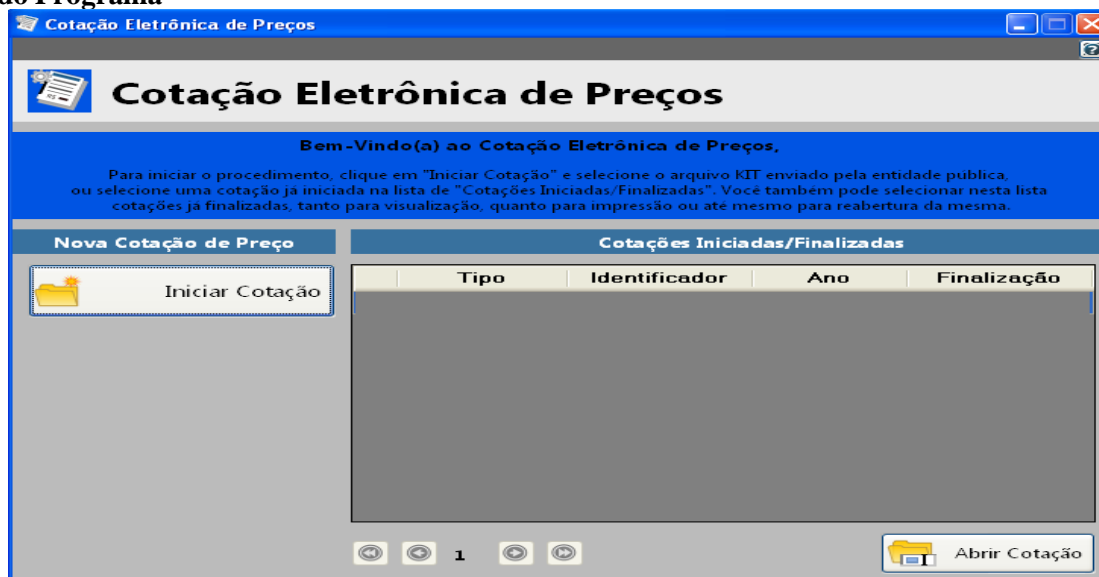 do Programa
Cotação Eletrônica de Preços
Cotação Eletrônica de Preços
Bem-Vindo(a) ao Cotação Eletrônica de Preços,
Para iniciar o procedimento, clique em "Iniciar Cotação" e selecione o arquivo KIT enviado pela entidade pública,
ou selecione uma cotação já iniciada na lista de "Cotações Iniciadas/Finalizadas". Você também pode selecionar nesta lista
cotações já finalizadas, tanto para visualização, quanto para impressão ou até mesmo para reabertura da mesma.
Nova Cotação de Preço
Cotações Iniciadas/Finalizadas
Iniciar Cotação
Tipo Identificador Ano Finalização
1
Abrir Cotação